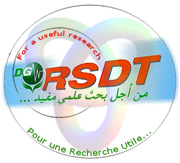 For a useful research
DG
RSDT
من أجل بحث علمي مفيد ...
Pour une Recherche Utile...